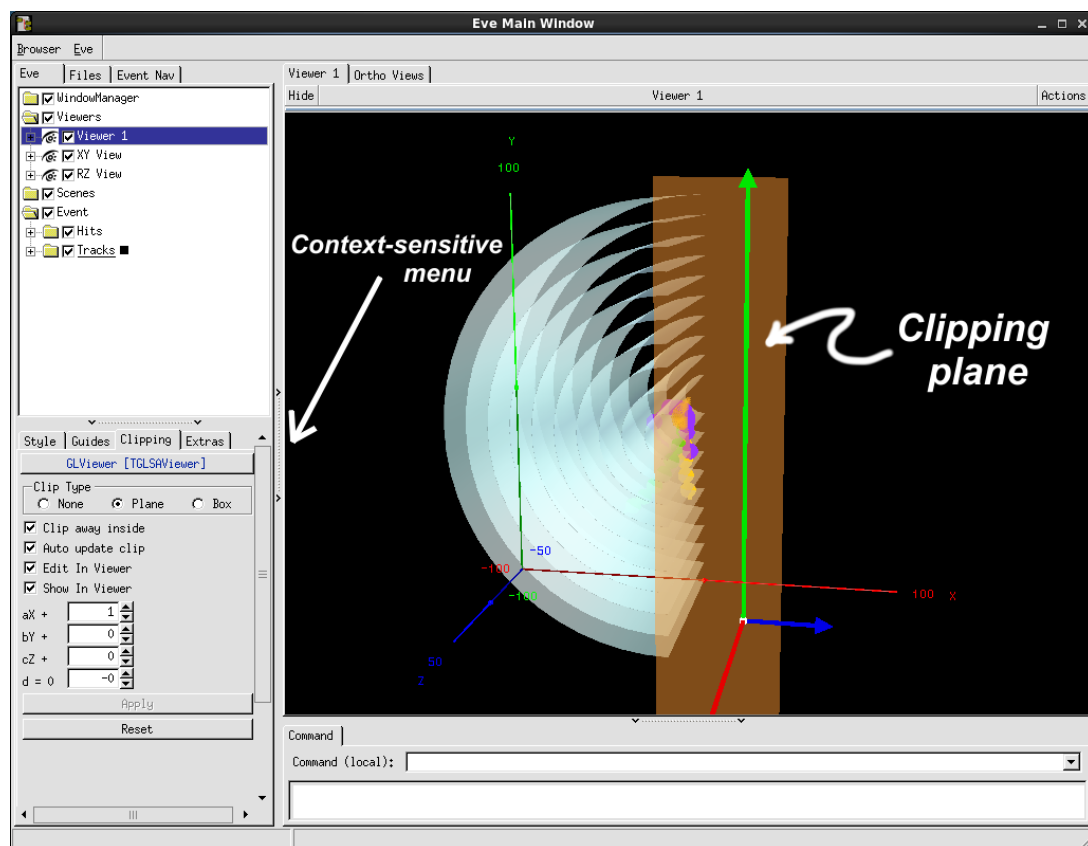 Eve Main Window
Browser Eve
Eve Files Event Nav
WindowManager
Viewers
Viewer 1
XY View
RZ View
Scenes
Event
Hits
Tracks
Style Guides Clipping Extras
GLViewer [TGLSAViewer]
Clip Type
None Plane Box
Clip away inside
Auto update clip
Edit In Viewer
Show In Viewer
aX + 1
bY + 0
cZ + 0
d = 0 -0
Apply
Reset
Viewer 1 Ortho Views
Hide Viewer 1 Actions
Y
100
Context-sensitive
menu
Clipping
plane
-50
-100
-100
100 X
50
Z
Command
Command (local):